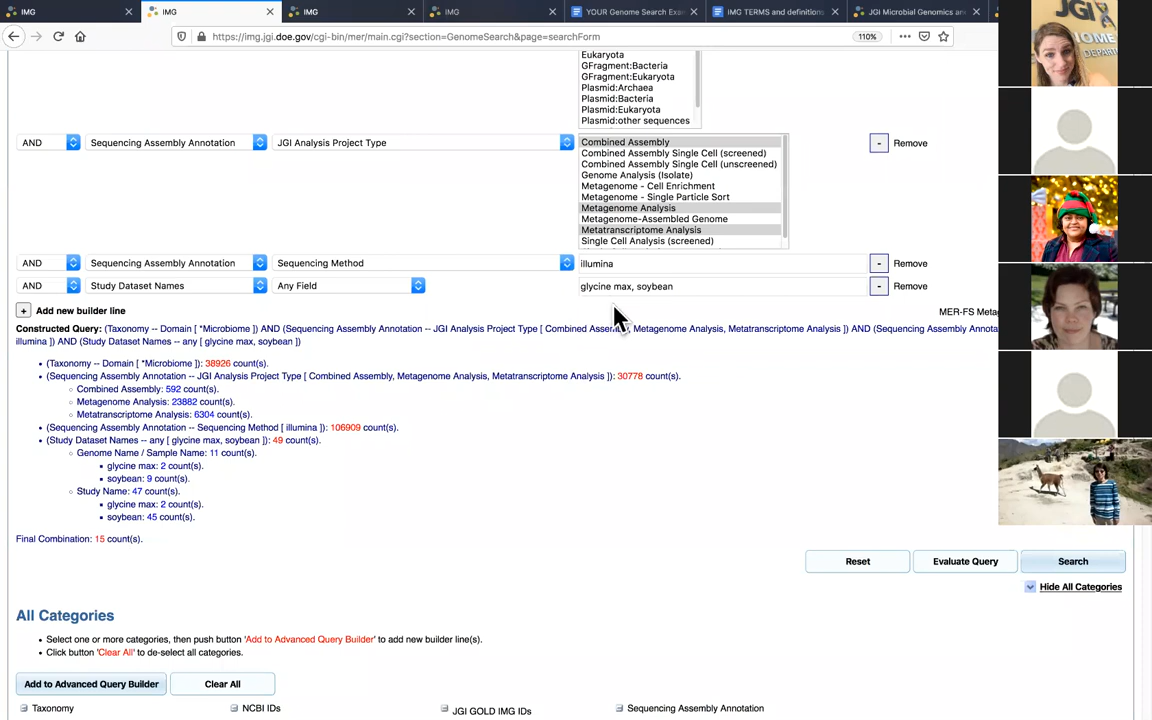 IMG
IMG
IMG
IMG
YOUR Genome Search Exa
IMG TERMS and definition
JGI Microbial Genomics an
https://img.jgi.doe.gov/cgi-bin/mer/main.cgi?section=GenomeSearch&page=searchForm
110%
Eukaryota
GFragment:Bacteria
GFragment:Eukaryota
Plasmid:Archaea
Plasmid:Bacteria
Plasmid:Eukaryota
Plasmid:other sequences
AND Sequencing Assembly Annotation JGI Analysis Project Type
- Remove
Combined Assembly
Combined Assembly Single Cell (screened)
Combined Assembly Single Cell (unscreened)
Genome Analysis (Isolate)
Metagenome - Cell Enrichment
Metagenome - Single Particle Sort
Metagenome Analysis
Metagenome-Assembled Genome
Metatranscriptome Analysis
Single Cell Analysis (screened)
AND Sequencing Assembly Annotation Sequencing Method illumina - Remove
AND Study Dataset Names Any Field glycine max, soybean - Remove
+ Add new builder line
MER-FS Metag
Constructed Query: (Taxonomy -- Domain [ *Microbiome ]) AND (Sequencing Assembly Annotation -- JGI Analysis Project Type [ Combined Assembly, Metagenome Analysis, Metatranscriptome Analysis ]) AND (Sequencing Assembly Annota
illumina ]) AND (Study Dataset Names -- any [ glycine max, soybean ])
• (Taxonomy -- Domain [ *Microbiome ]): 38926 count(s).
• (Sequencing Assembly Annotation -- JGI Analysis Project Type [ Combined Assembly, Metagenome Analysis, Metatranscriptome Analysis ]): 30778 count(s).
Combined Assembly: 592 count(s).
Metagenome Analysis: 23882 count(s).
Metatranscriptome Analysis: 6304 count(s).
• (Sequencing Assembly Annotation -- Sequencing Method [ illumina ]): 106909 count(s).
• (Study Dataset Names -- any [ glycine max, soybean ]): 49 count(s).
Genome Name / Sample Name: 11 count(s).
glycine max: 2 count(s).
soybean: 9 count(s).
Study Name: 47 count(s).
glycine max: 2 count(s).
soybean: 45 count(s).
Final Combination: 15 count(s).
Reset Evaluate Query Search
Hide All Categories
All Categories
• Select one or more categories, then push button 'Add to Advanced Query Builder' to add new builder line(s).
• Click button 'Clear All' to de-select all categories.
Add to Advanced Query Builder Clear All
Taxonomy NCBI IDs JGI GOLD IMG IDs Sequencing Assembly Annotation
JGI